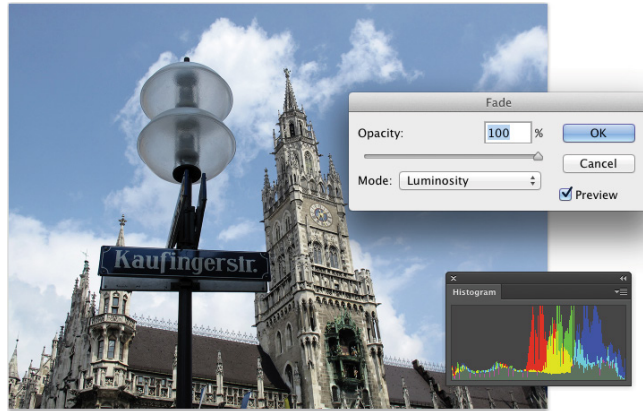 Fade
Opacity: 100 %
OK
Cancel
Mode: Luminosity
Preview
Kaufingerstr.
Histogram